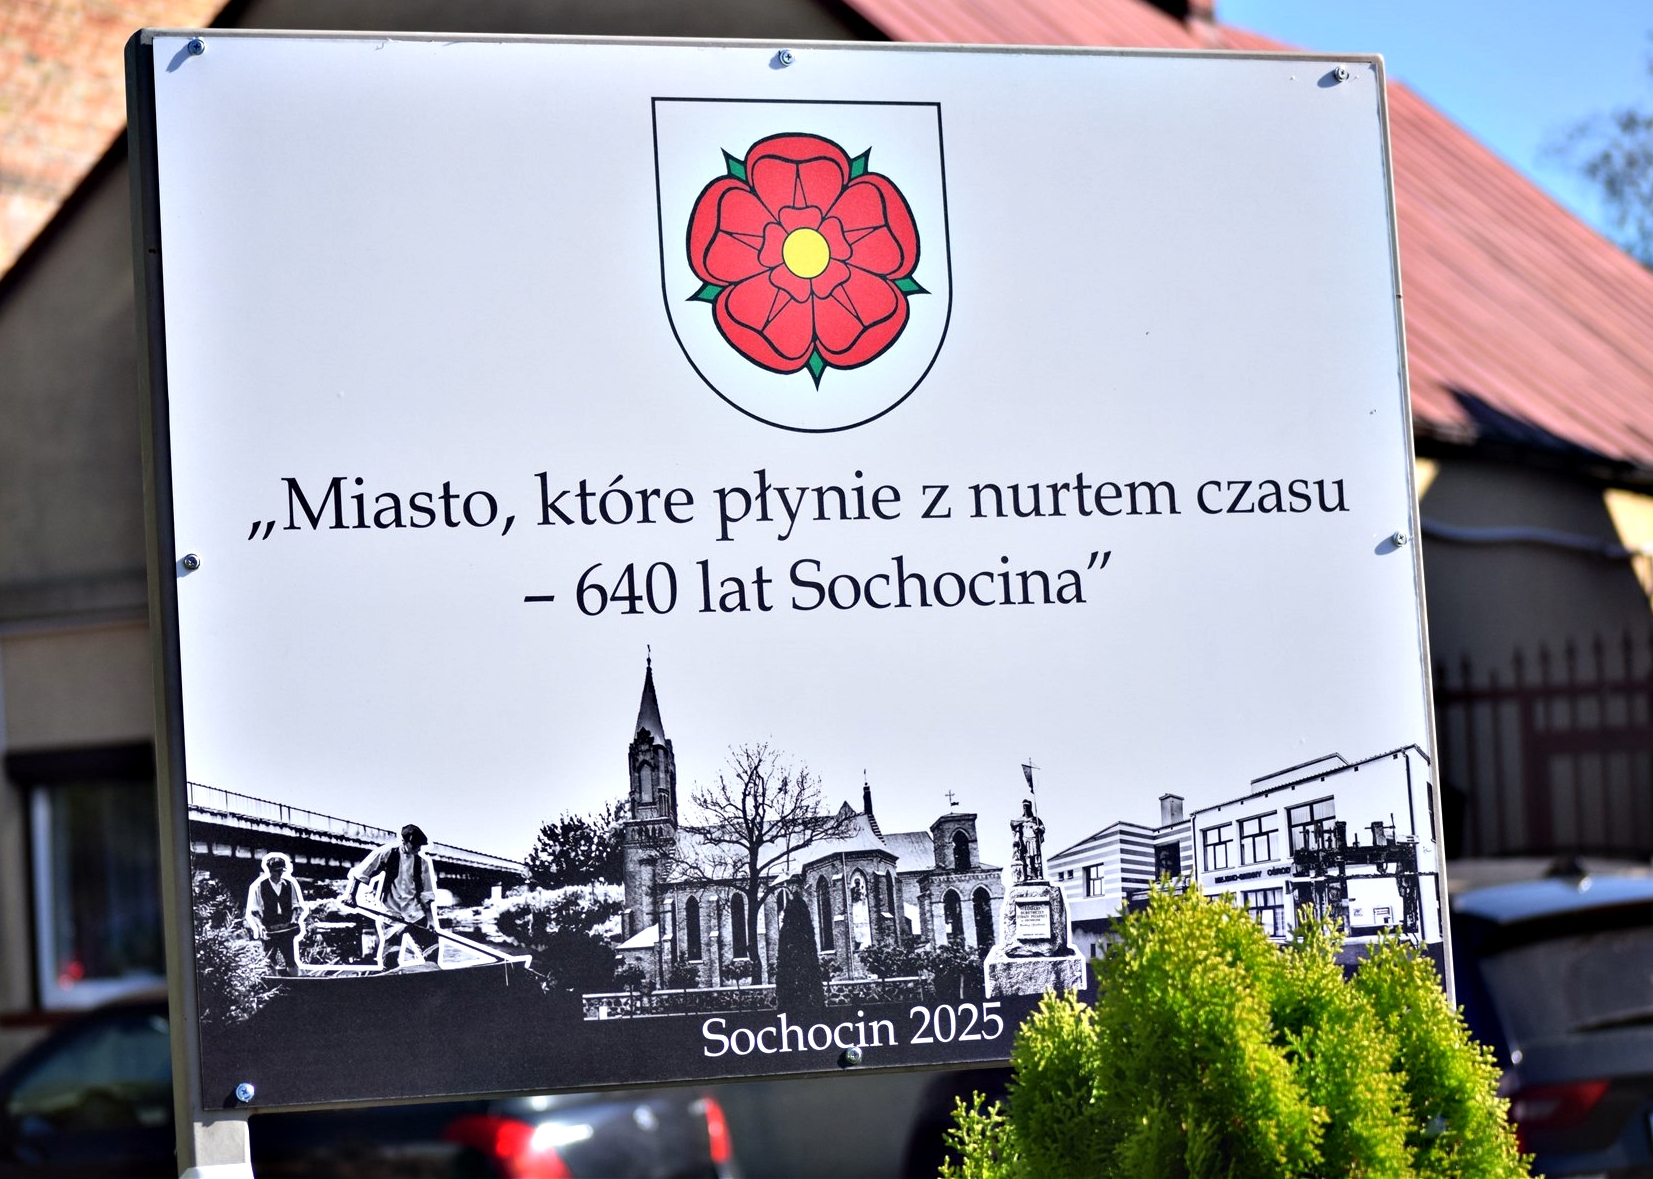 „Miasto, które płynie z nurtem czasu
– 640 lat Sochocina”
Sochocin 2025